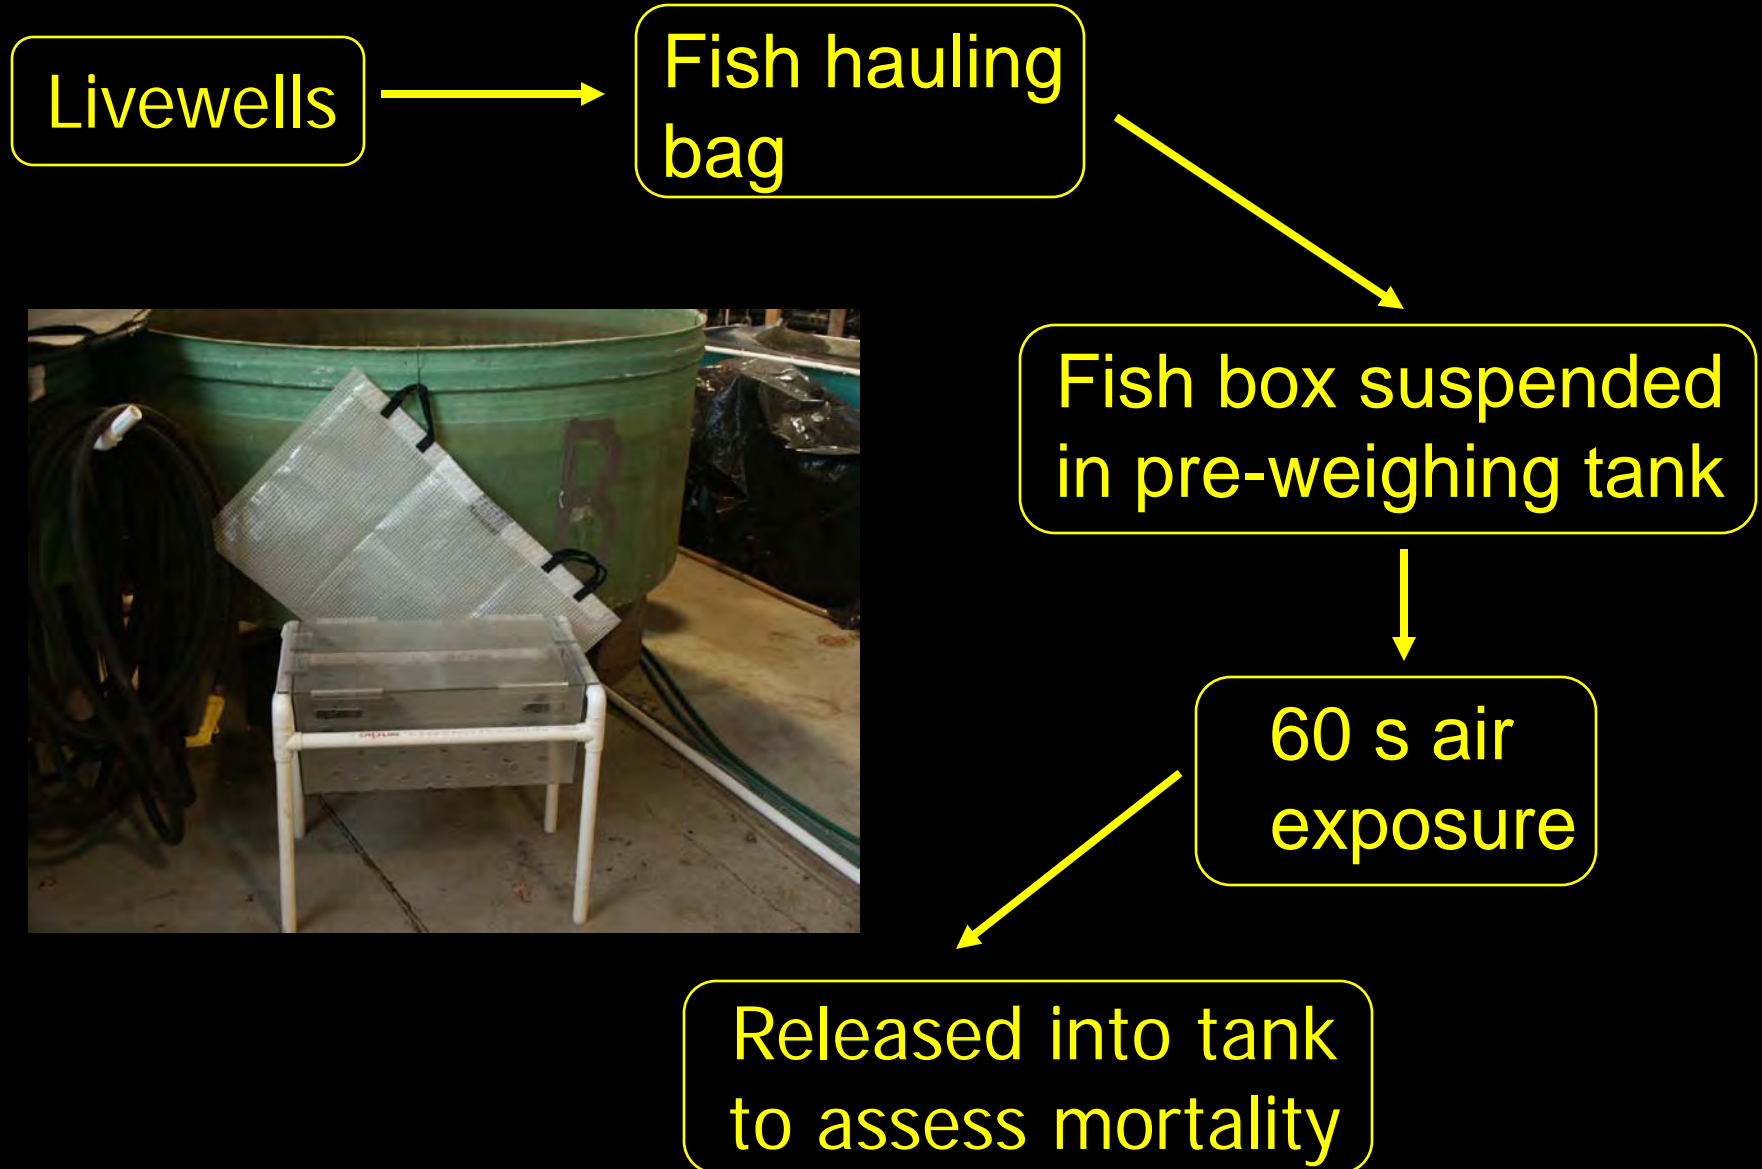 Livewells
Fish hauling
bag
Fish box suspended
in pre-weighing tank
60 s air
exposure
Released into tank
to assess mortality
B